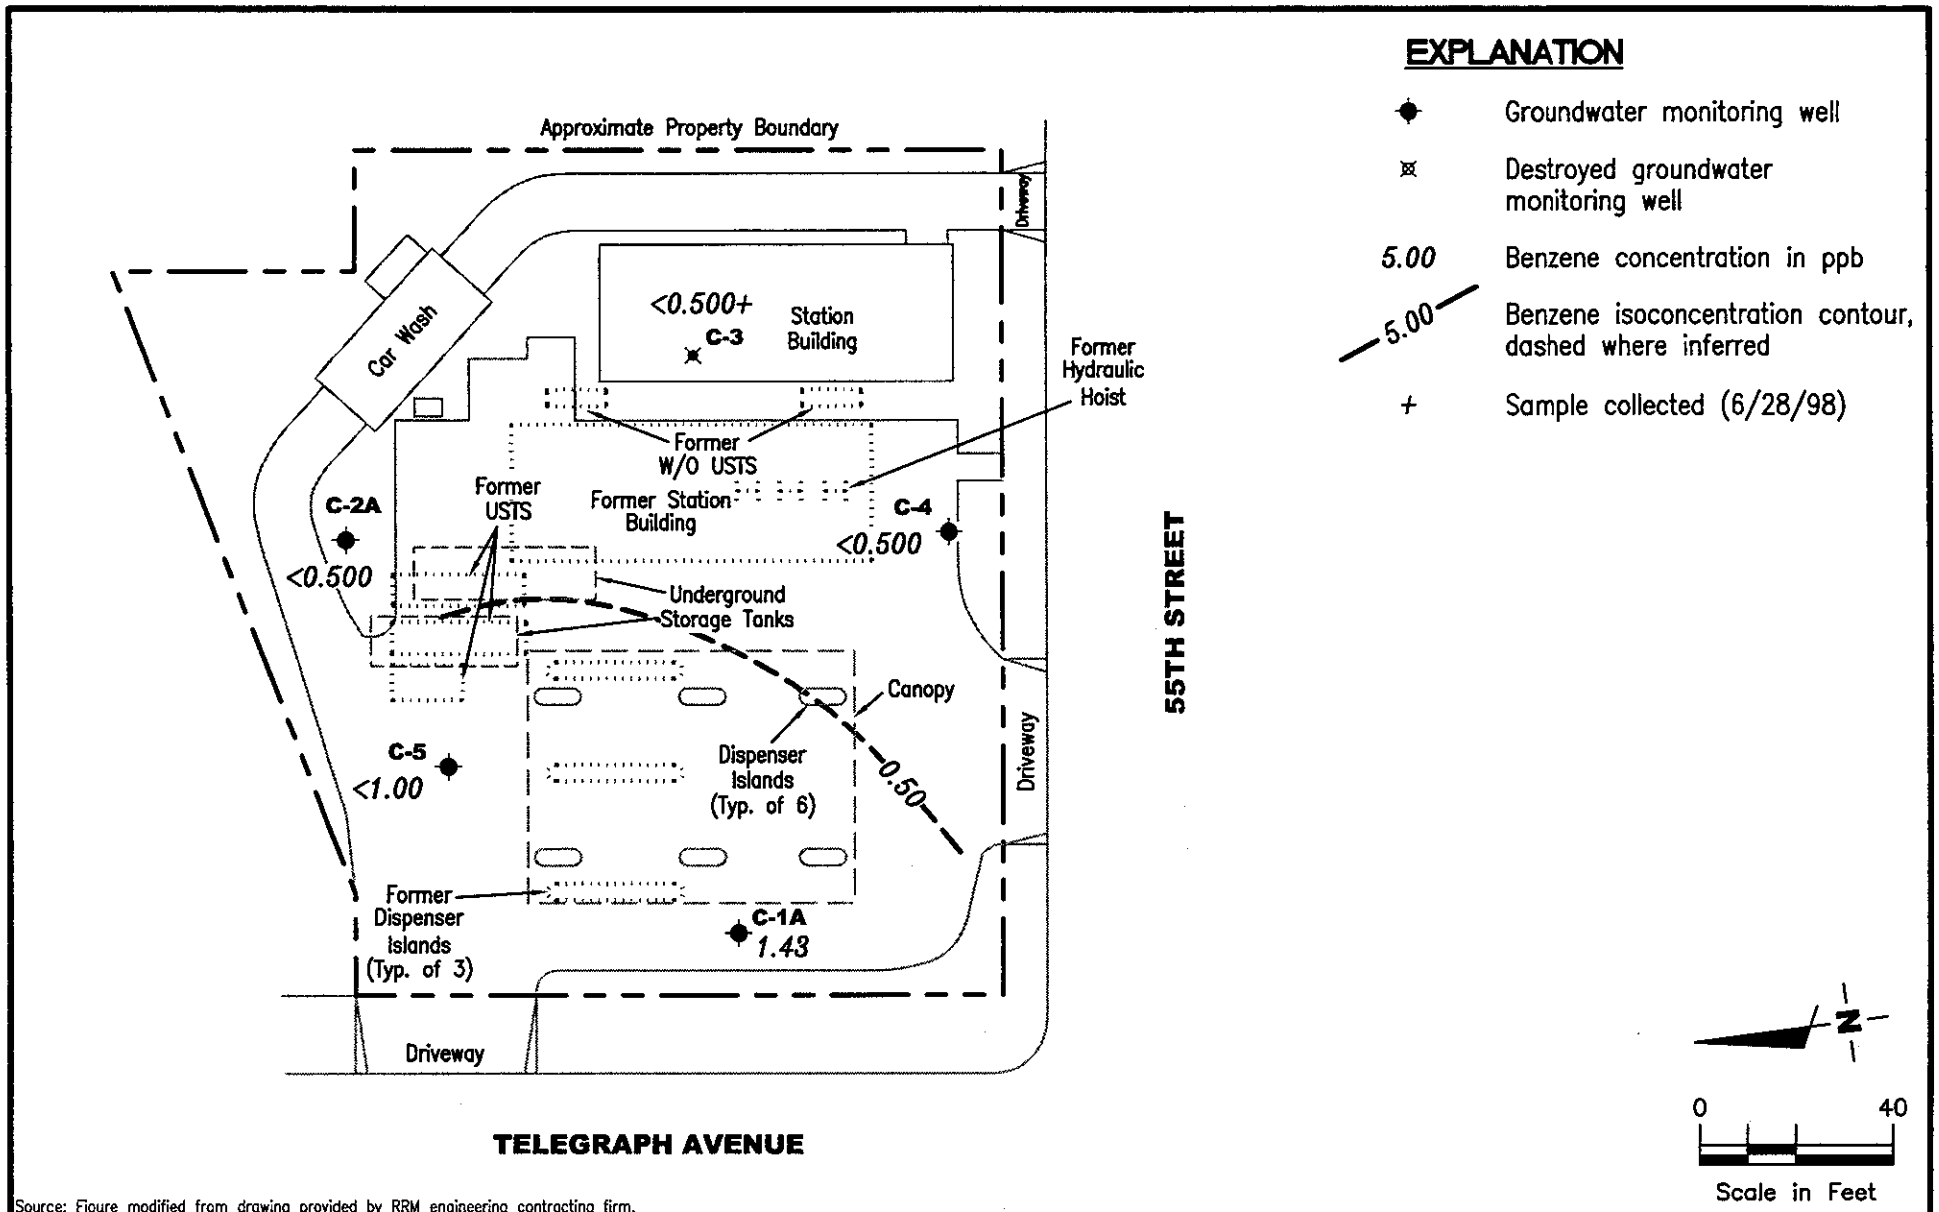 EXPLANATION
Groundwater monitoring well
Destroyed groundwater
monitoring well
5.00
Benzene concentration in ppb
5.00
Benzene isoconcentration contour,
dashed where inferred
+
Sample collected (6/28/98)
Approximate Property Boundary
Driveway
Car Wash
<0.500+
C-3
Station
Building
Former
Hydraulic
Hoist
Former
W/O USTS
Former
USTS
Former Station
Building
C-2A
<0.500
C-4
<0.500
Underground
Storage Tanks
55TH STREET
Canopy
C-5
<1.00
Dispenser
Islands
(Typ. of 6)
0.50
Driveway
Former
Dispenser
Islands
(Typ. of 3)
C-1A
1.43
Driveway
TELEGRAPH AVENUE
N
0 40
Scale in Feet
Source: Figure modified from drawing provided by RRM engineering contracting firm.